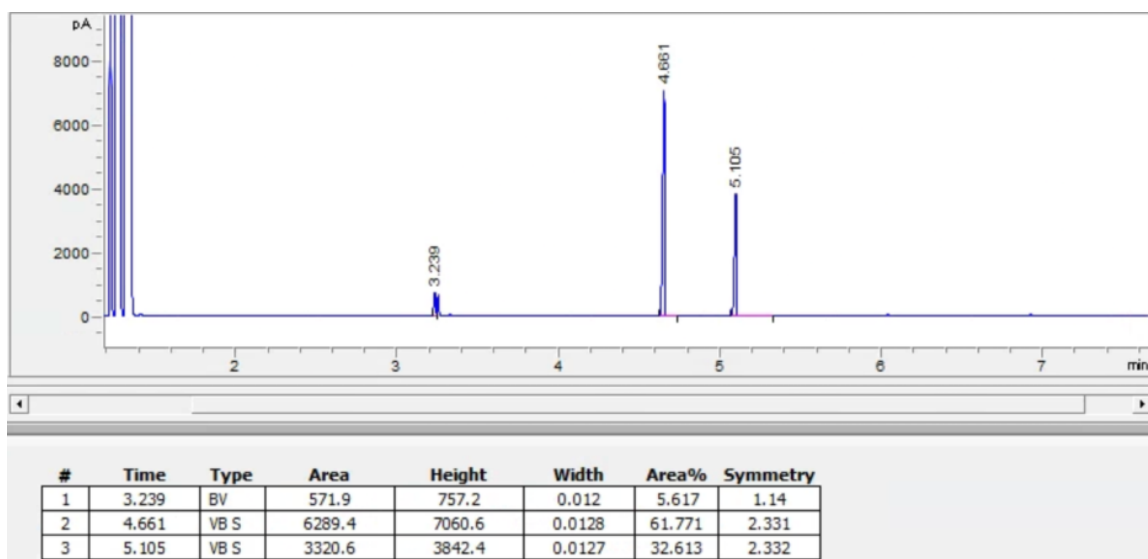 pA
8000
6000
4000
2000
0
3.239
4.661
5.105
2 3 4 5 6 7 min
# Time Type Area Height Width Area% Symmetry
1 3.239 BV 571.9 757.2 0.012 5.617 1.14
2 4.661 VB S 6289.4 7060.6 0.0128 61.771 2.331
3 5.105 VB S 3320.6 3842.4 0.0127 32.613 2.332